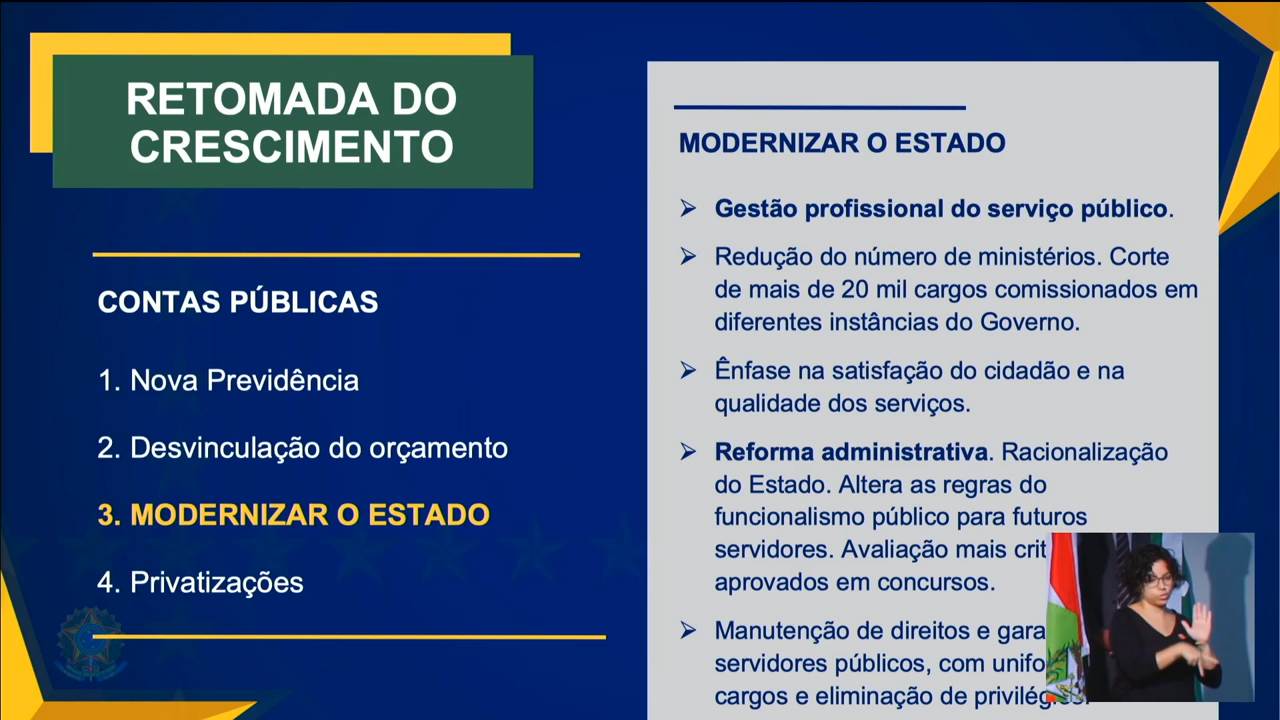 RETOMADA DO
CRESCIMENTO
CONTAS PÚBLICAS
1. Nova Previdência
2. Desvinculação do orçamento
3. MODERNIZAR O ESTADO
4. Privatizações
MODERNIZAR O ESTADO
Gestão profissional do serviço público.
Redução do número de ministérios. Corte
de mais de 20 mil cargos comissionados em
diferentes instâncias do Governo.
Ênfase na satisfação do cidadão e na
qualidade dos serviços.
Reforma administrativa. Racionalização
do Estado. Altera as regras do
funcionalismo público para futuros
servidores. Avaliação mais
aprovados em concursos.
Manutenção de direitos e
servidores públicos, com
cargos e eliminação de